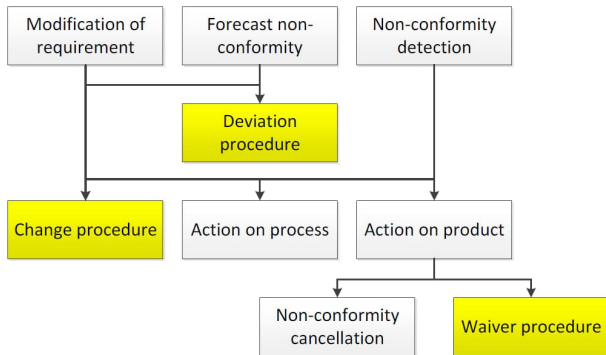 Modification of
requirement
Forecast non-
conformity
Non-conformity
detection
Deviation
procedure
Change procedure
Action on process
Action on product
Non-conformity
cancellation
Waiver procedure